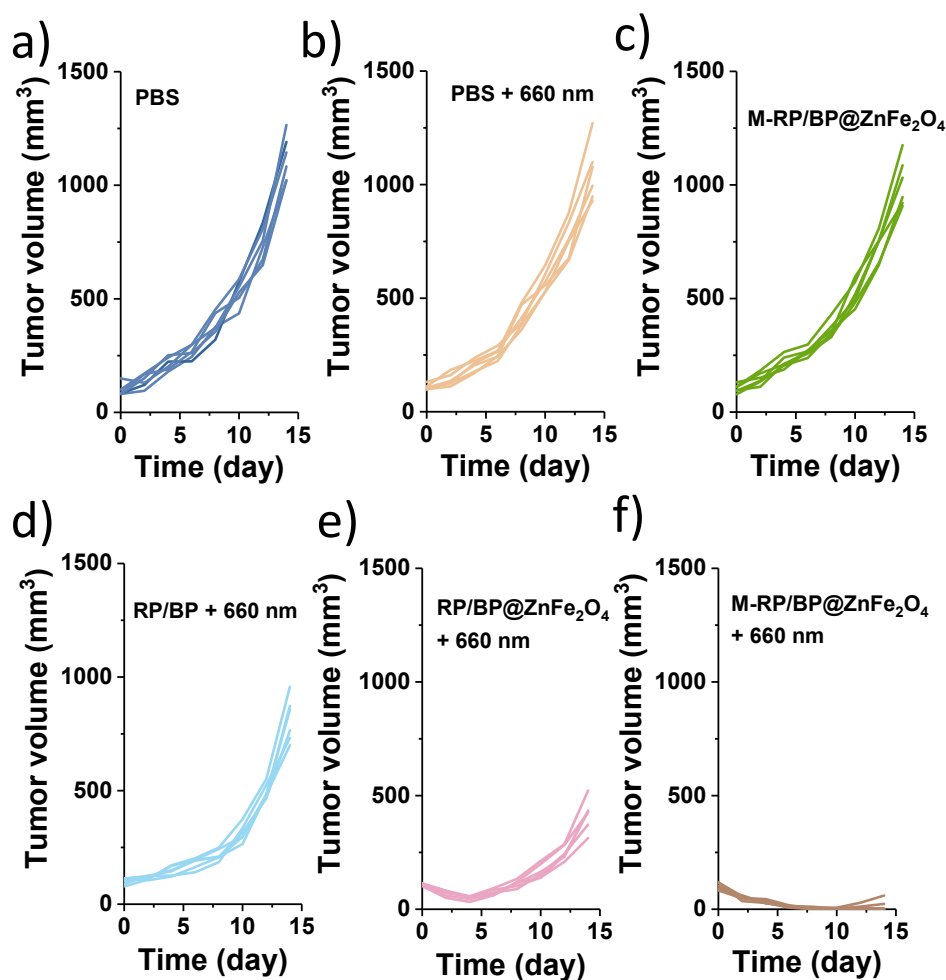 a)
Tumor volume (mm³)
1500
1000
500
0
PBS
0 5 10 15
Time (day)
b)
Tumor volume (mm³)
1500
1000
500
0
PBS + 660 nm
0 5 10 15
Time (day)
c)
Tumor volume (mm³)
1500
1000
500
0
M-RP/BP@ZnFe₂O₄
0 5 10 15
Time (day)
d)
Tumor volume (mm³)
1500
1000
500
0
RP/BP + 660 nm
0 5 10 15
Time (day)
e)
Tumor volume (mm³)
1500
1000
500
0
RP/BP@ZnFe₂O₄
+ 660 nm
0 5 10 15
Time (day)
f)
Tumor volume (mm³)
1500
1000
500
0
M-RP/BP@ZnFe₂O₄
+ 660 nm
0 5 10 15
Time (day)